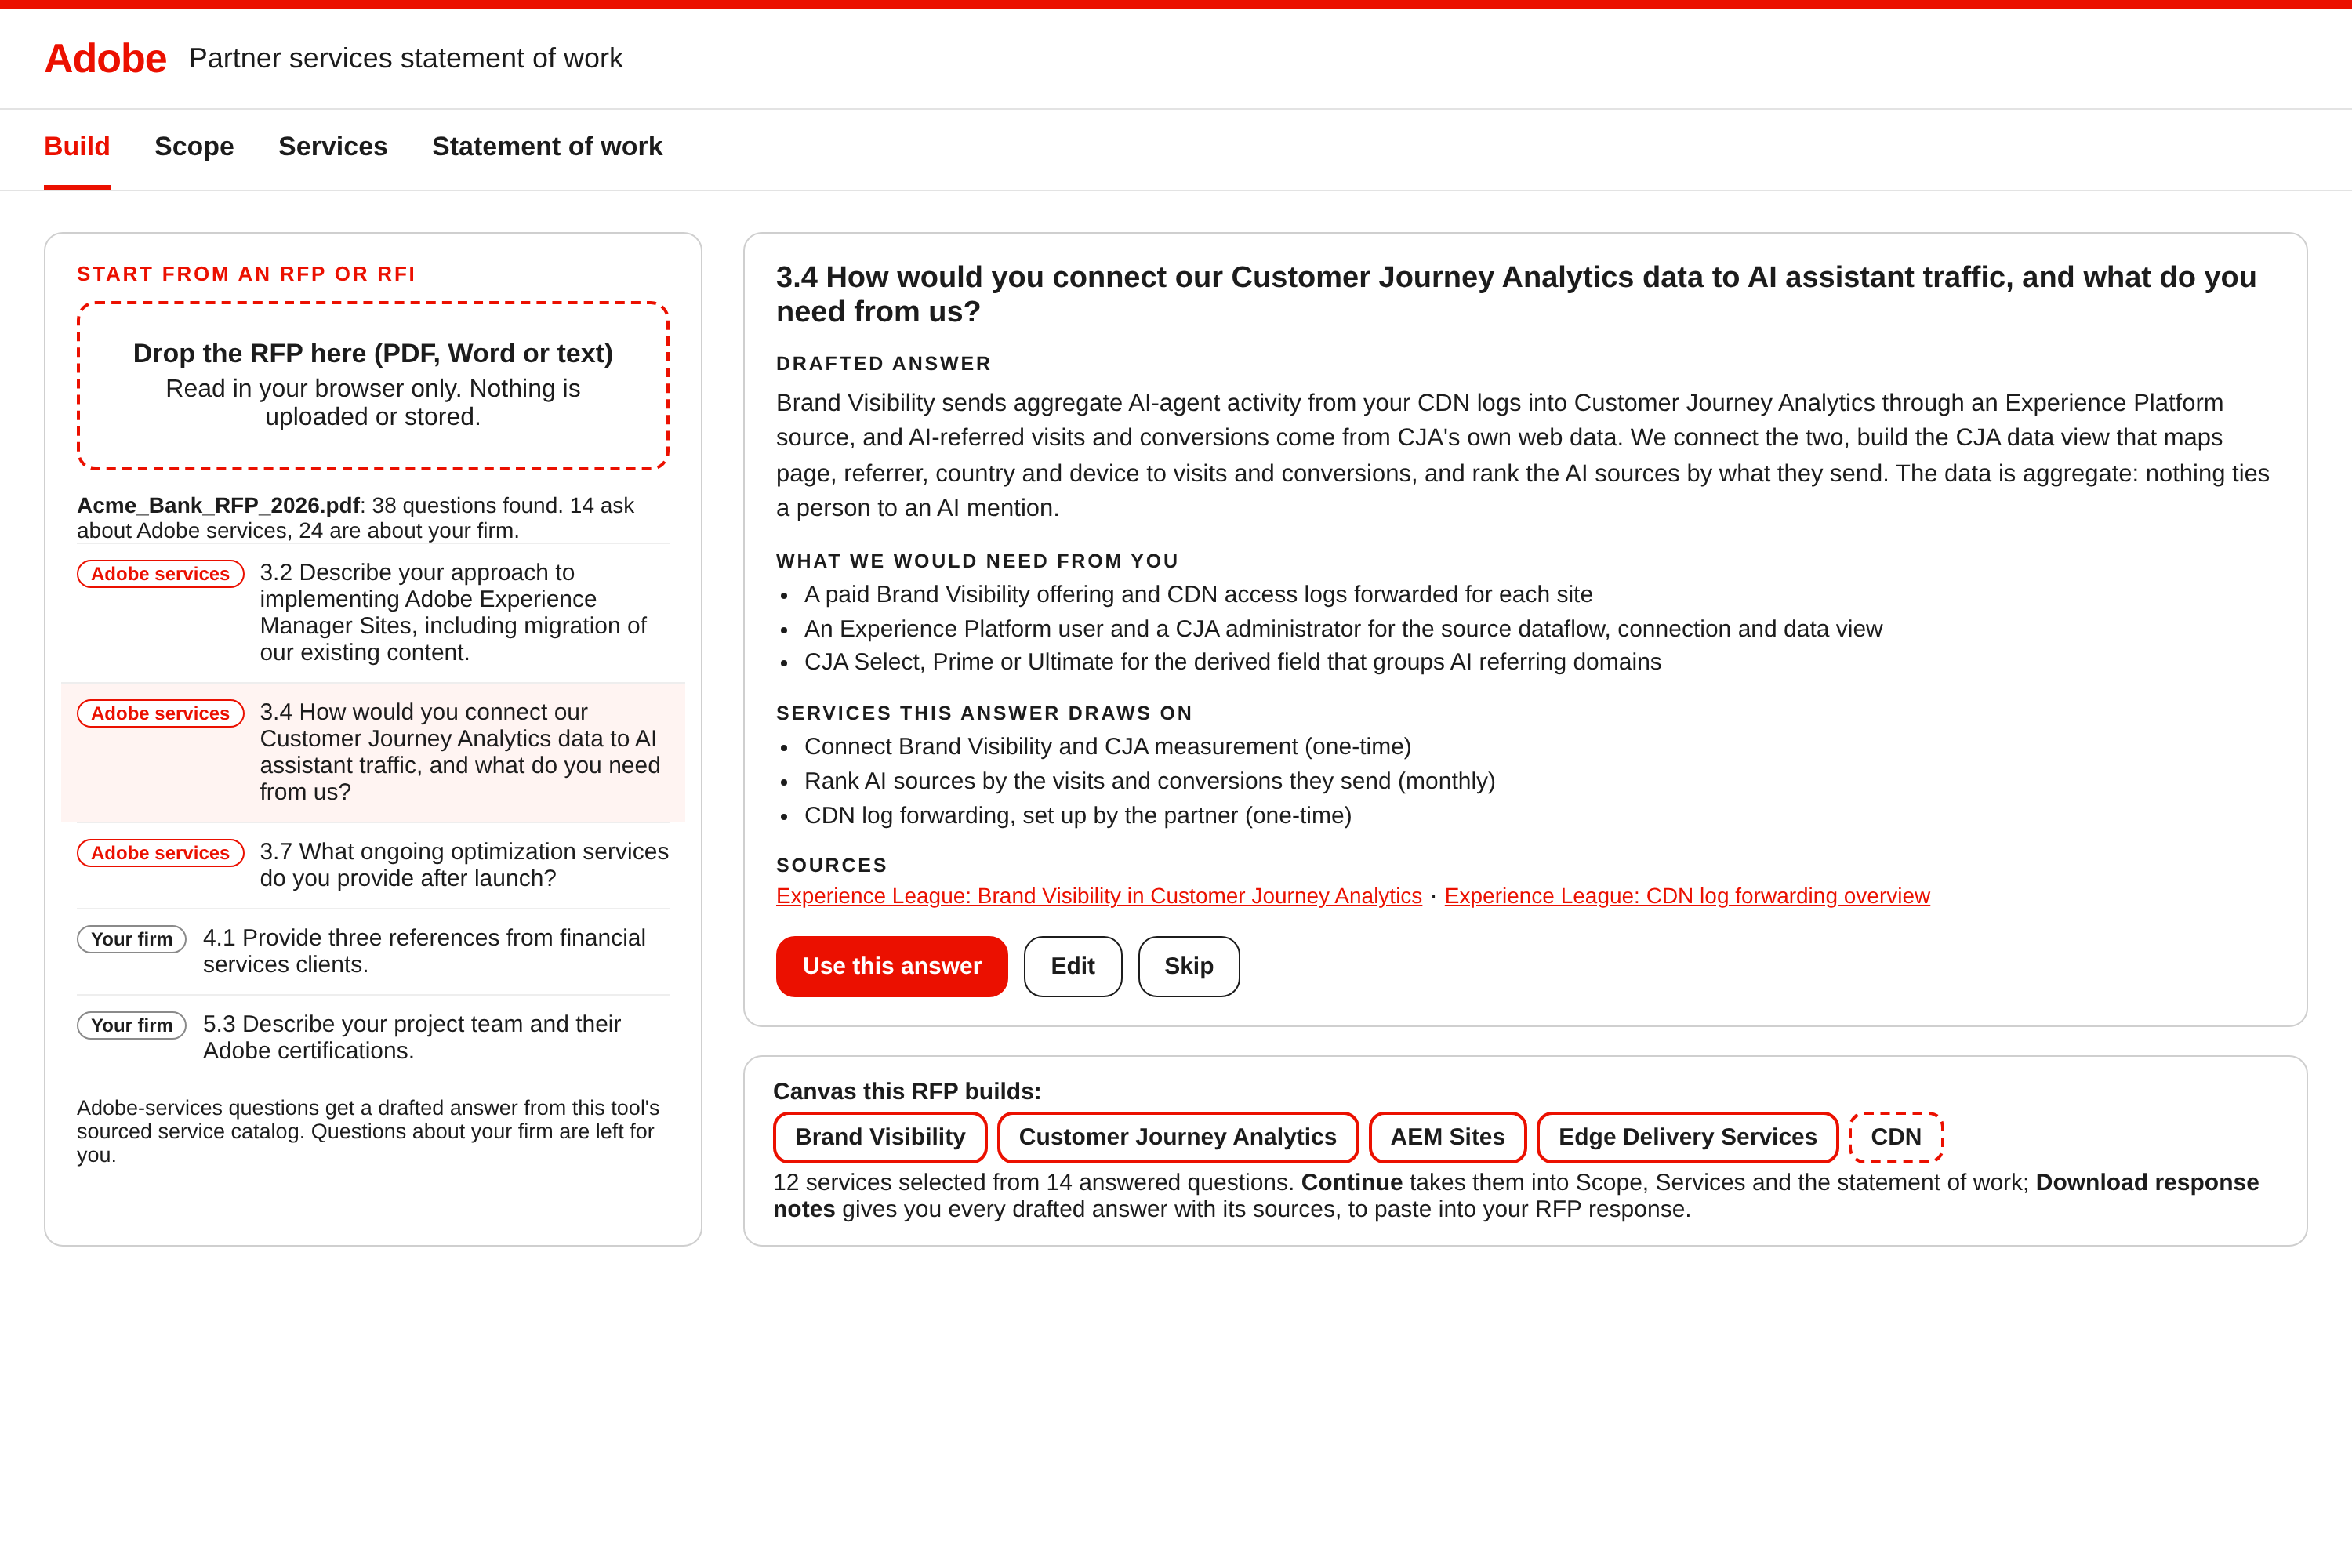 Adobe Partner services statement of work
Build Scope Services Statement of work
START FROM AN RFP OR RFI
Drop the RFP here (PDF, Word or text)
Read in your browser only. Nothing is
uploaded or stored.
Acme_Bank_RFP_2026.pdf: 38 questions found. 14 ask
about Adobe services, 24 are about your firm.
Adobe services 3.2 Describe your approach to
implementing Adobe Experience
Manager Sites, including migration of
our existing content.
Adobe services 3.4 How would you connect our
Customer Journey Analytics data to AI
assistant traffic, and what do you need
from us?
Adobe services 3.7 What ongoing optimization services
do you provide after launch?
Your firm 4.1 Provide three references from financial
services clients.
Your firm 5.3 Describe your project team and their
Adobe certifications.
Adobe-services questions get a drafted answer from this tool's
sourced service catalog. Questions about your firm are left for
you.
3.4 How would you connect our Customer Journey Analytics data to AI assistant traffic, and what do you
need from us?
DRAFTED ANSWER
Brand Visibility sends aggregate AI-agent activity from your CDN logs into Customer Journey Analytics through an Experience Platform
source, and AI-referred visits and conversions come from CJA's own web data. We connect the two, build the CJA data view that maps
page, referrer, country and device to visits and conversions, and rank the AI sources by what they send. The data is aggregate: nothing ties
a person to an AI mention.
WHAT WE WOULD NEED FROM YOU
• A paid Brand Visibility offering and CDN access logs forwarded for each site
• An Experience Platform user and a CJA administrator for the source dataflow, connection and data view
• CJA Select, Prime or Ultimate for the derived field that groups AI referring domains
SERVICES THIS ANSWER DRAWS ON
• Connect Brand Visibility and CJA measurement (one-time)
• Rank AI sources by the visits and conversions they send (monthly)
• CDN log forwarding, set up by the partner (one-time)
SOURCES
Experience League: Brand Visibility in Customer Journey Analytics · Experience League: CDN log forwarding overview
Use this answer Edit Skip
Canvas this RFP builds:
Brand Visibility Customer Journey Analytics AEM Sites Edge Delivery Services CDN
12 services selected from 14 answered questions. Continue takes them into Scope, Services and the statement of work; Download response
notes gives you every drafted answer with its sources, to paste into your RFP response.